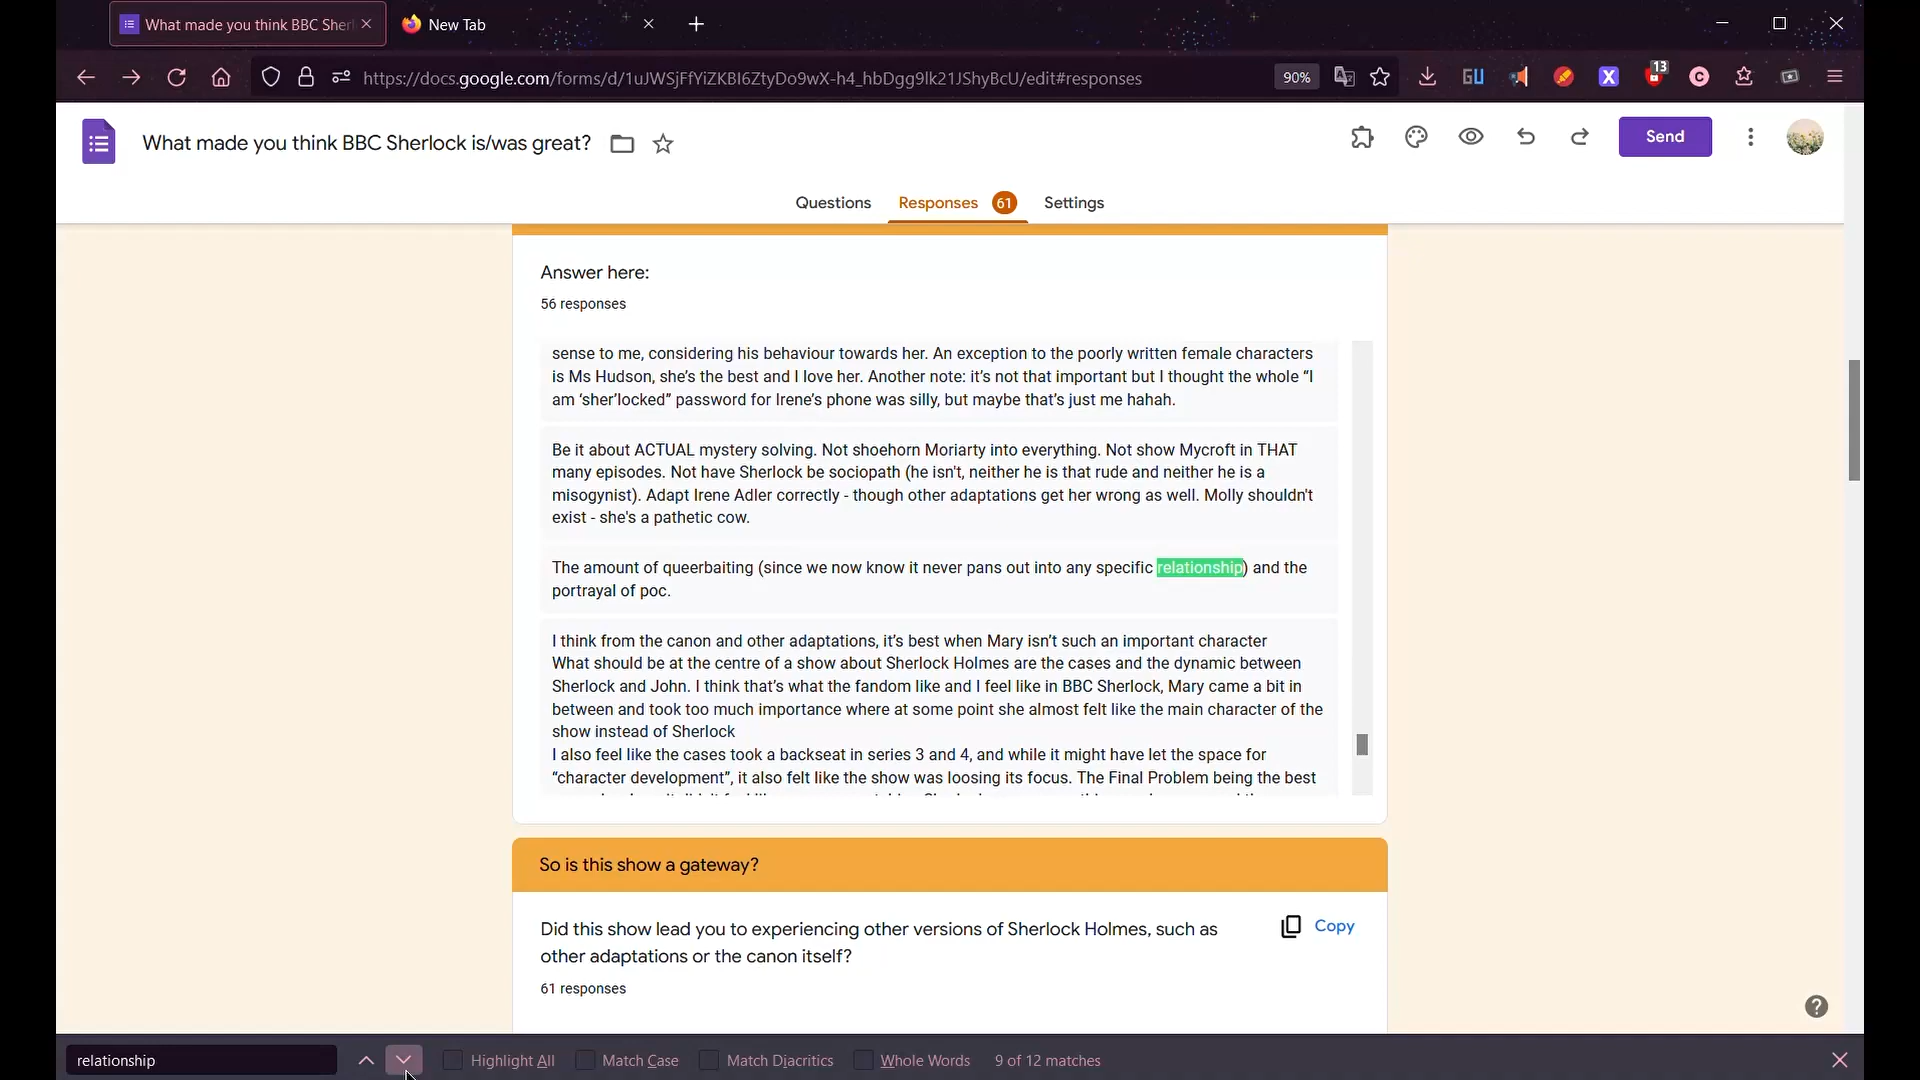 What made you think BBC Sher
New Tab
https://docs.google.com/forms/d/1uJWSjFfYiZKBI6ZtyDo9wX-h4_hbDgg9lk21JShyBcU/edit#responses
90%
GU
X
13
C
What made you think BBC Sherlock is/was great?
Send
Questions
Responses 61
Settings
Answer here:
56 responses
sense to me, considering his behaviour towards her. An exception to the poorly written female characters
is Ms Hudson, she’s the best and I love her. Another note: it’s not that important but I thought the whole “I
am ‘sher’locked” password for Irene’s phone was silly, but maybe that’s just me hahah.
Be it about ACTUAL mystery solving. Not shoehorn Moriarty into everything. Not show Mycroft in THAT
many episodes. Not have Sherlock be sociopath (he isn't, neither he is that rude and neither he is a
misogynist). Adapt Irene Adler correctly - though other adaptations get her wrong as well. Molly shouldn't
exist - she's a pathetic cow.
The amount of queerbaiting (since we now know it never pans out into any specific relationship) and the
portrayal of poc.
I think from the canon and other adaptations, it’s best when Mary isn’t such an important character
What should be at the centre of a show about Sherlock Holmes are the cases and the dynamic between
Sherlock and John. I think that’s what the fandom like and I feel like in BBC Sherlock, Mary came a bit in
between and took too much importance where at some point she almost felt like the main character of the
show instead of Sherlock
I also feel like the cases took a backseat in series 3 and 4, and while it might have let the space for
“character development”, it also felt like the show was loosing its focus. The Final Problem being the best
So is this show a gateway?
Did this show lead you to experiencing other versions of Sherlock Holmes, such as
other adaptations or the canon itself?
Copy
61 responses
relationship
Highlight All
Match Case
Match Diacritics
Whole Words
9 of 12 matches